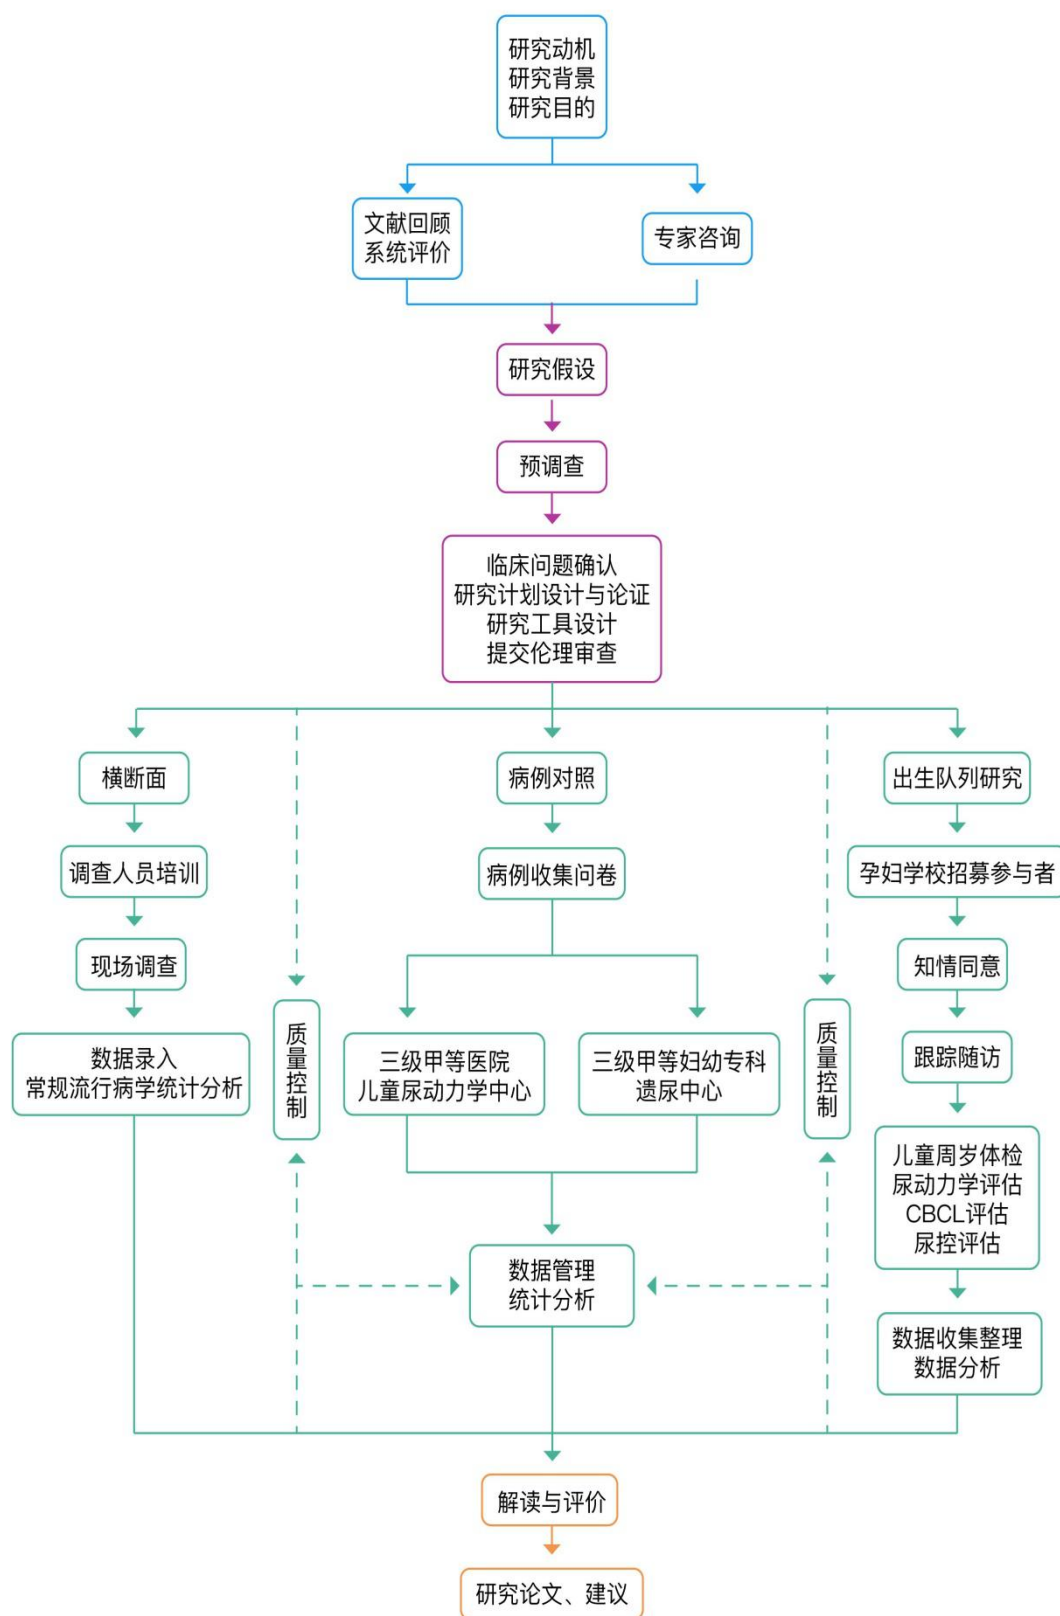 研究动机
研究背景
研究目的
文献回顾
系统评价
专家咨询
研究假设
预调查
临床问题确认
研究计划设计与论证
研究工具设计
提交伦理审查
横断面
调查人员培训
现场调查
数据录入
常规流行病学统计分析
质量控制
病例对照
病例收集问卷
三级甲等医院
儿童尿动力学中心
三级甲等妇幼专科
遗尿中心
数据管理
统计分析
质量控制
出生队列研究
孕妇学校招募参与者
知情同意
跟踪随访
儿童周岁体检
尿动力学评估
CBCL评估
尿控评估
数据收集整理
数据分析
解读与评价
研究论文、建议